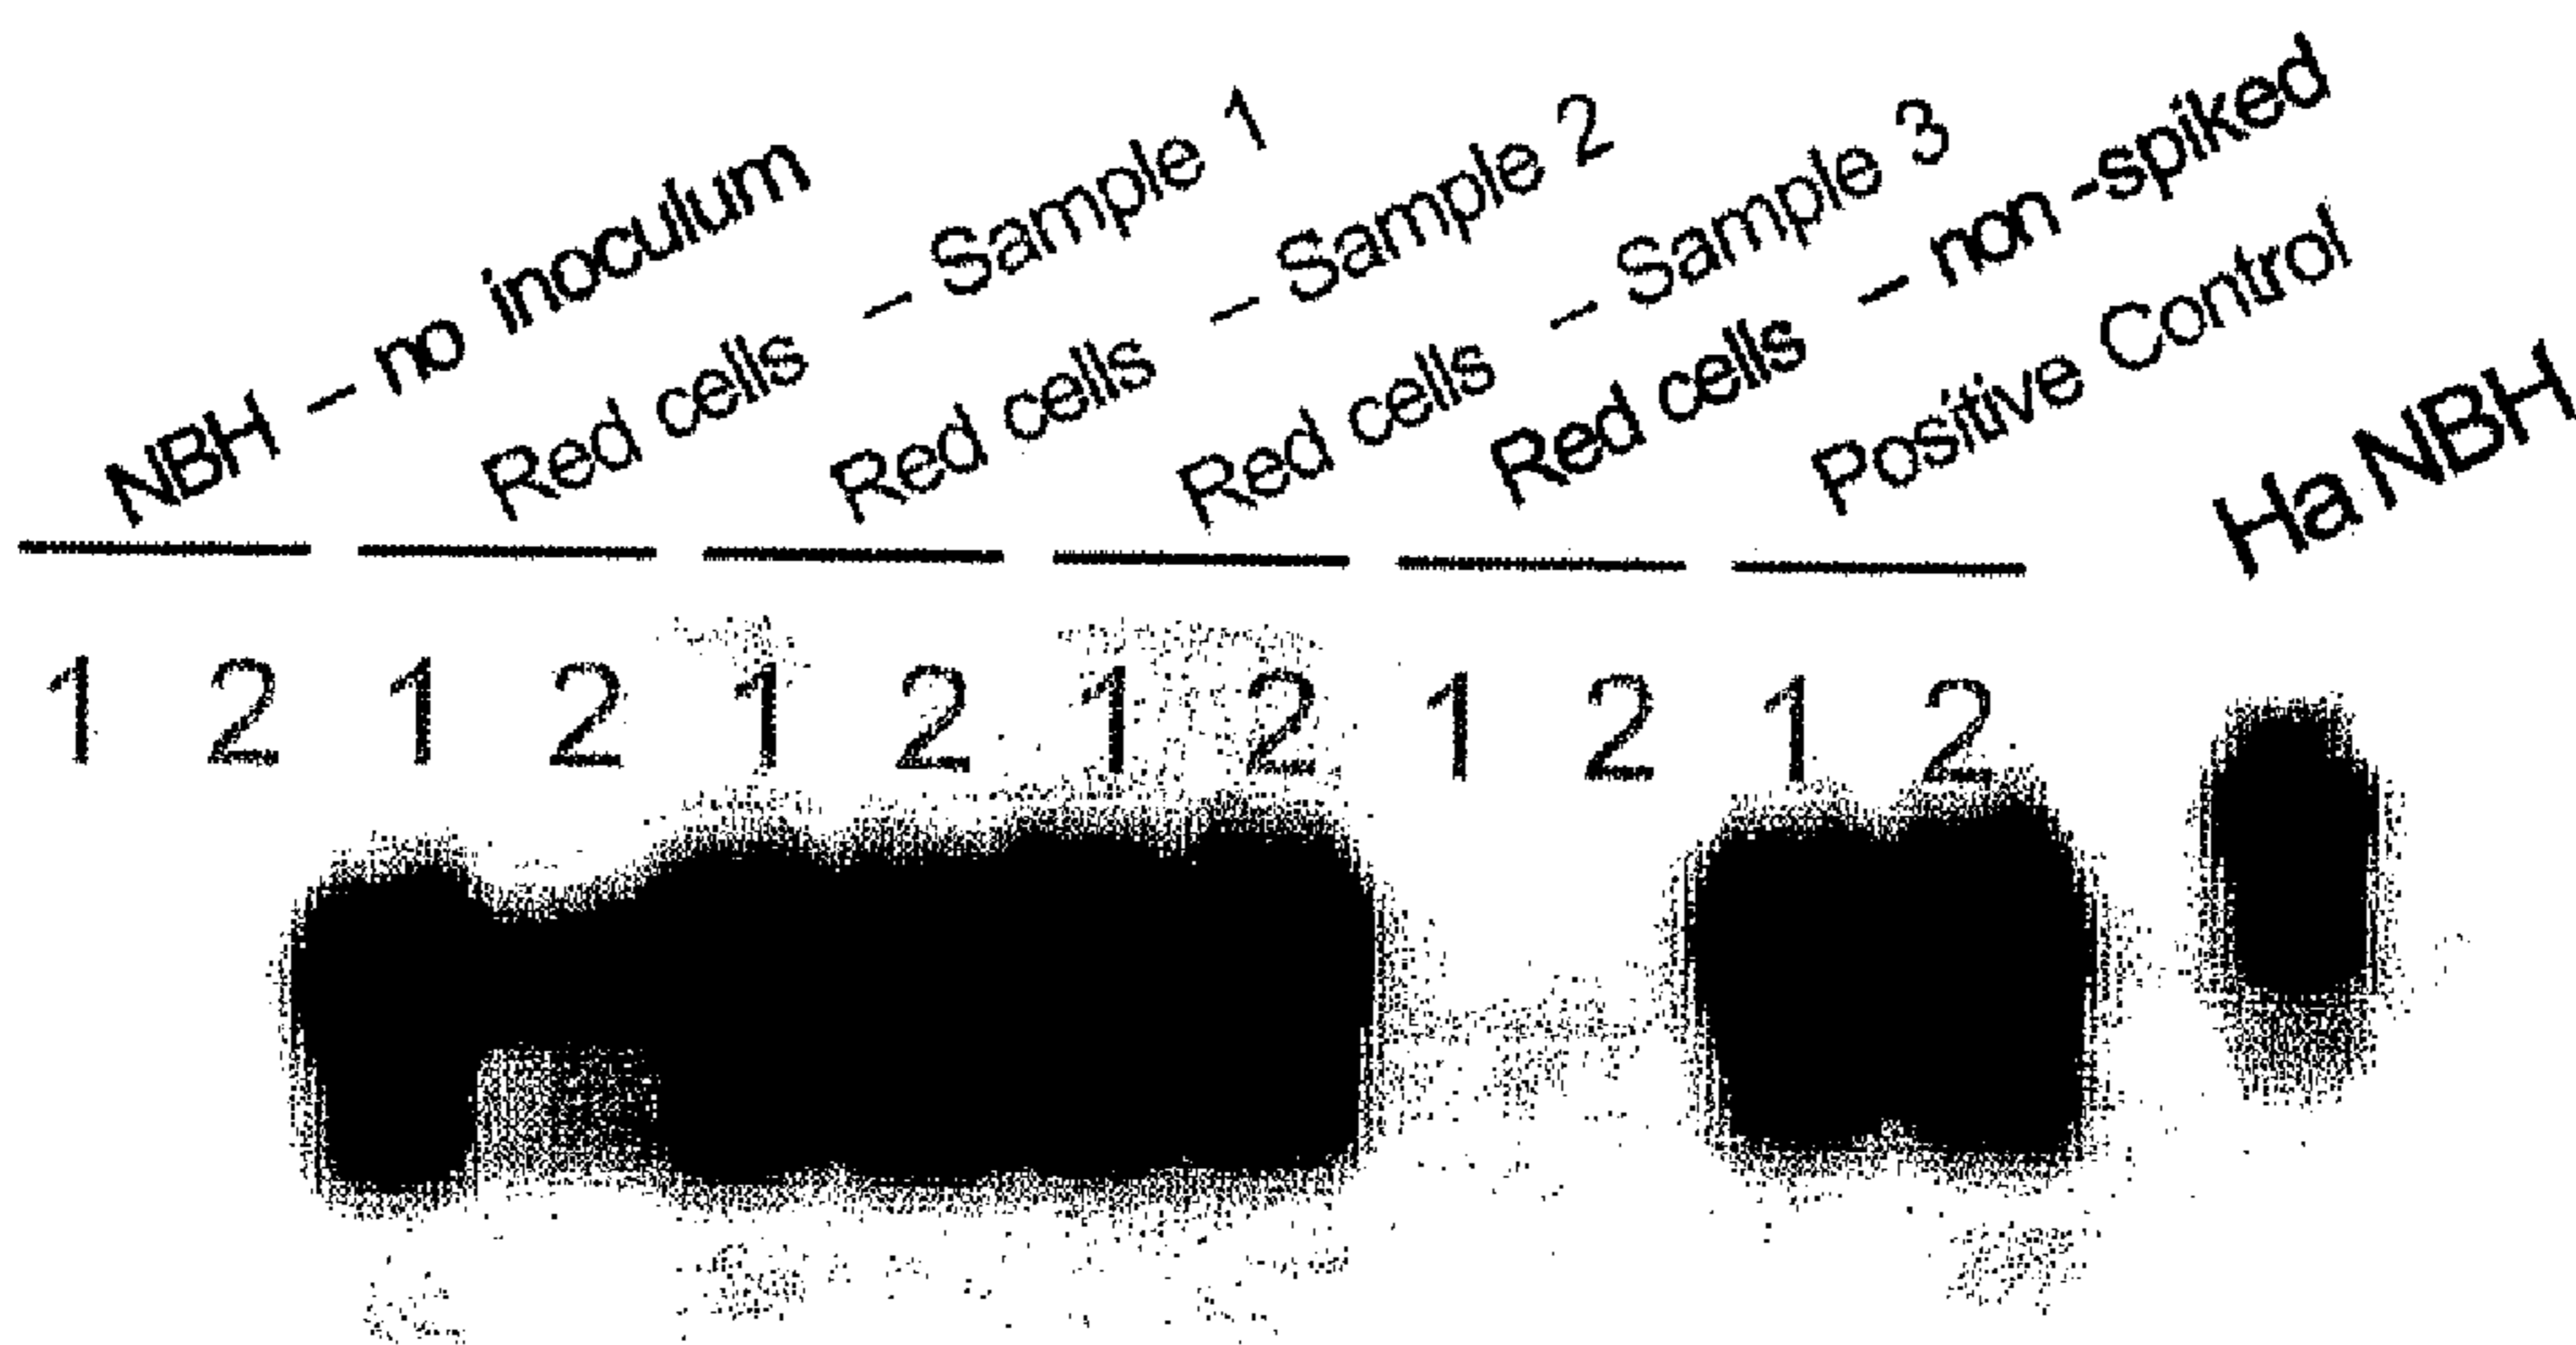 NBH – no inoculum
Red cells – Sample 1
Red cells – Sample 2
Red cells – Sample 3
Red cells – non -spiked
Positive Control
Ha NBH
1 2 1 2 1 2 1 2 1 2 1 2